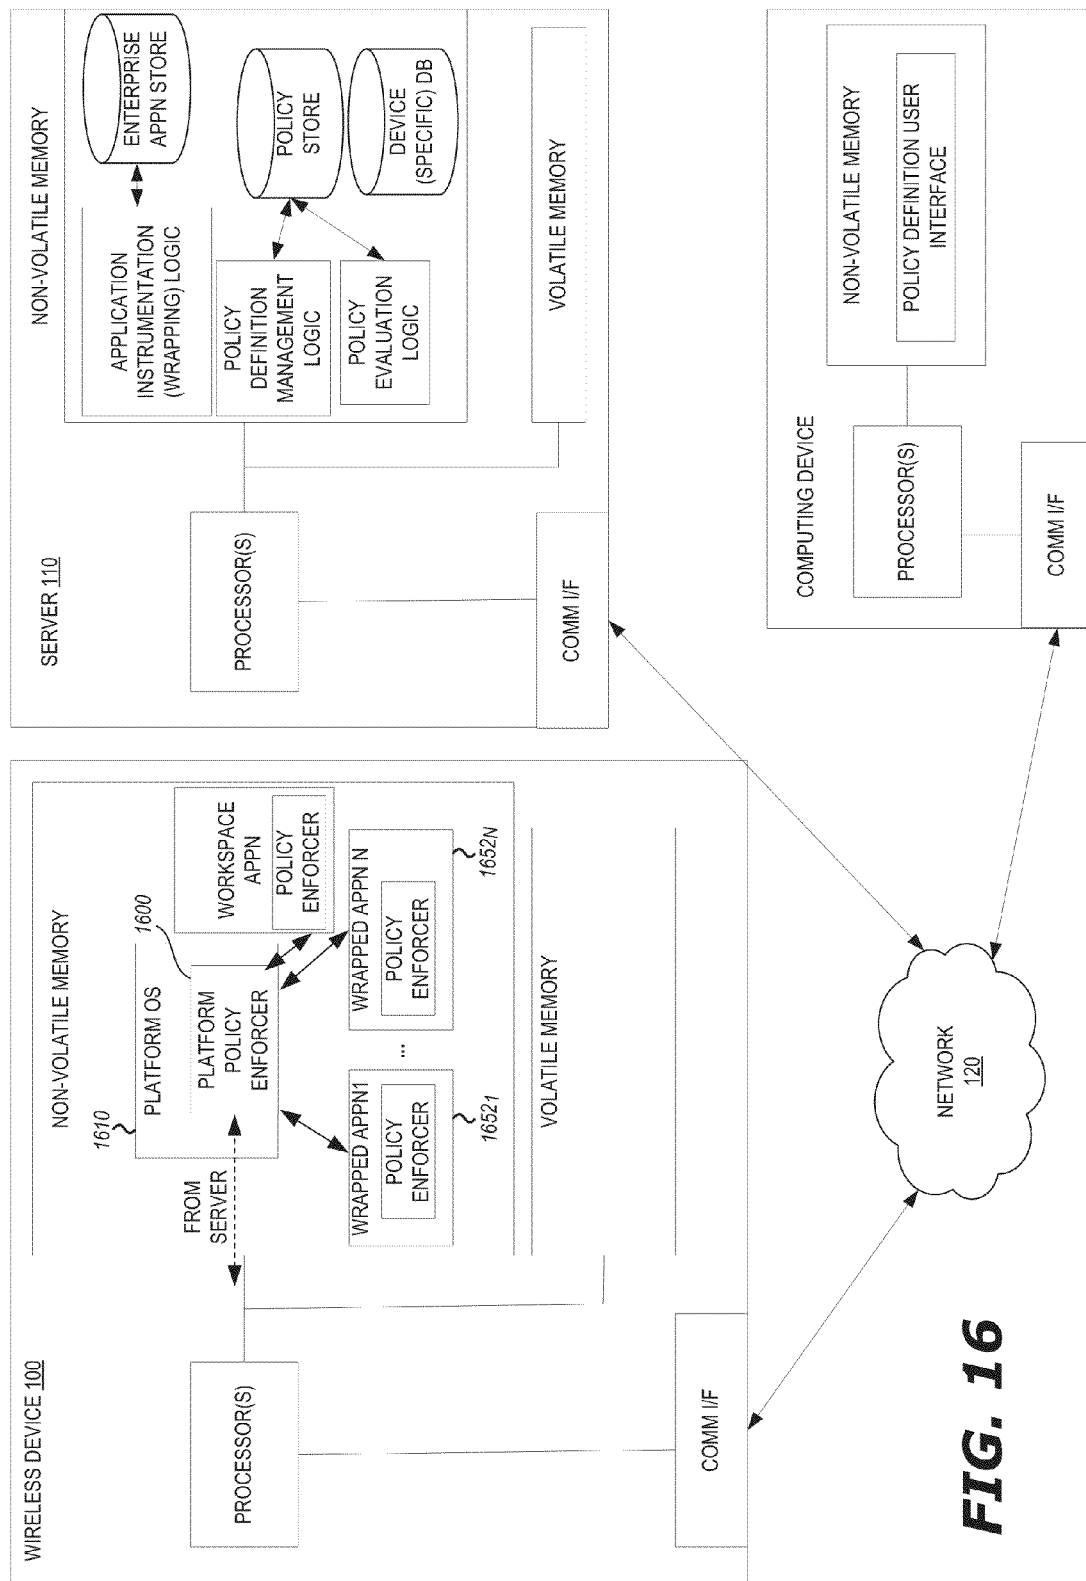 WIRELESS DEVICE 100
PROCESSOR(S)
COMM I/F
NON-VOLATILE MEMORY
1610
PLATFORM OS
1600
PLATFORM
POLICY
ENFORCER
FROM
SERVER
WORKSPACE
APPN
POLICY
ENFORCER
WRAPPED APPN1
POLICY
ENFORCER
16521
...
WRAPPED APPN N
POLICY
ENFORCER
1652N
VOLATILE MEMORY
SERVER 110
PROCESSOR(S)
COMM I/F
NON-VOLATILE MEMORY
APPLICATION
INSTRUMENTATION
(WRAPPING) LOGIC
ENTERPRISE
APPN STORE
POLICY
DEFINITION
MANAGEMENT
LOGIC
POLICY
STORE
POLICY
EVALUATION
LOGIC
DEVICE
(SPECIFIC) DB
VOLATILE MEMORY
COMPUTING DEVICE
PROCESSOR(S)
COMM I/F
NON-VOLATILE MEMORY
POLICY DEFINITION USER
INTERFACE
NETWORK
120
FIG. 16